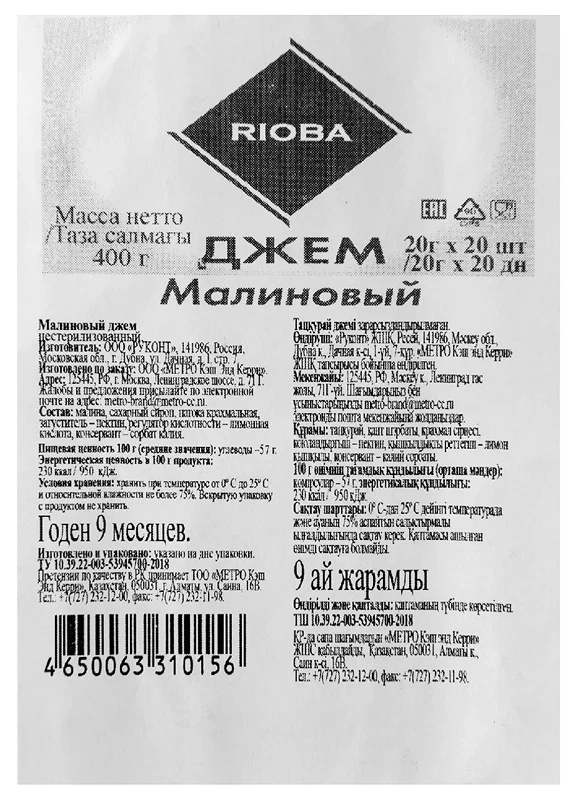 RIOBA
Масса нетто
/Таза салмағы
400 г
ДЖЕМ
20г х 20 шт
/20г х 20 дн
Малиновый
Малиновый джем
нестерилизованный.
Изготовитель: ООО «РУКОНТ», 141986, Россия,
Московская обл., г. Дубна, ул. Дачная, д.1, стр. 7
Изготовлено по заказу: ООО «МЕТРО Кэш Энд Керри».
Адрес: 125445, РФ, г. Москва, Ленинградское шоссе, д. 71 Г.
Жалобы и предложения присылайте по электронной
почте на адрес: metro-brand@metro-cc.ru
Состав: малина, сахарный сироп, патока крахмальная,
загуститель – пектин, регулятор кислотности – лимонная
кислота, консервант – сорбат калия.
Пищевая ценность 100 г (средние значения): углеводы –57 г.
Энергетическая ценность в 100 г продукта:
230 ккал / 950 кДж.
Условия хранения: хранить при температуре от 0° С до 25° С
и относительной влажности не более 75%. Вскрытую упаковку
с продуктом не хранить.
Годен 9 месяцев.
Изготовлено и упаковано: указано на дне упаковки.
ТУ 10.39.22-003-53945700-2018
Претензии по качеству в РК принимает ТОО «МЕТРО Кэш
Энд Керри», Казахстан, 050031, г. Алматы, ул. Саина, 16В.
Тел.: +7(727) 232-12-00, факс: +7(727) 232-11-98.
4 650063 310156
Таңқурай джемі зарарсыздандырылмаған.
Өндіруші: «Руконт» ЖШҚ, Ресей, 141986, Мәскеу обл.,
Дубна қ., Дачная к-сі, 1-үй, 7-құр. «МЕТРО Кэш энд Керри»
ЖШҚ тапсырысы бойынша өндірілген.
Мекенжайы: 125445, РФ, Мәскеу қ., Ленинград тас
жолы, 71Г-үй. Шағымдарыңыз бен
ұсыныстарыңызды metro-brand@metro-cc.ru
электронды пошта мекенжайына жолдаңыздар.
Құрамы: таңқурай, қант шәрбаты, крахмал сірнесі,
қоюландырғыш – пектин, қышқылдықты реттегіш – лимон
қышқылы, консервант – калий сорбаты.
100 г өнімнің тағамдық құндылығы (орташа мәндер):
көмірсулар – 57 г, энергетикалық құндылығы:
230 ккал / 950 кДж.
Сақтау шарттары: 0° С-дан 25° С дейінгі температурада
және ауаның 75% аспайтын салыстырмалы
ылғалдылығында сақтау керек. Қаптамасы ашылған
өнімді сақтауға болмайды.
9 ай жарамды
Өндірілді және қапталды: қаптаманың түбінде көрсетілген.
ТШ 10.39.22-003-53945700-2018
ҚР-да сапа шағымдарын «МЕТРО Кэш энд Керри»
ЖШС қабылдайды, Қазақстан, 050031, Алматы қ.,
Саин к-сі, 16В.
Тел.: +7(727) 232-12-00, факс: +7(727) 232-11-98.